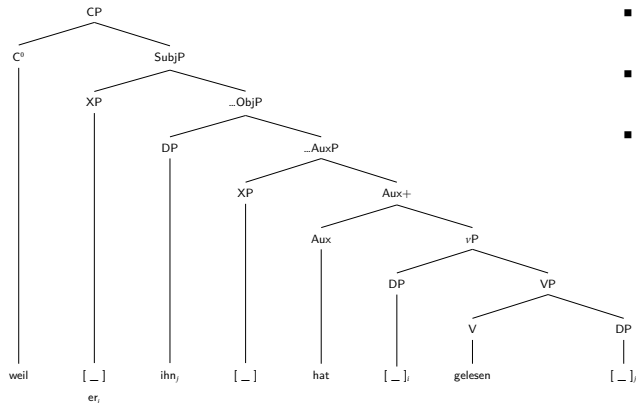 CP
C⁰ SubjP
XP ...ObjP
DP ...AuxP
XP Aux+
Aux vP
DP VP
V DP
weil [ _ ] ihnⱼ [ _ ] hat [ _ ]ᵢ gelesen [ _ ]ⱼ
erᵢ